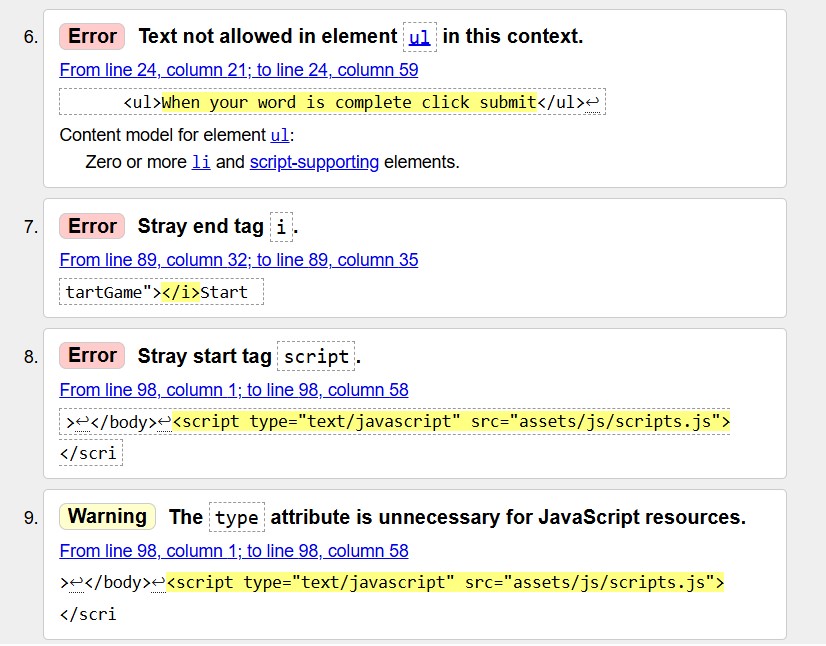 6. Error Text not allowed in element ul in this context.
From line 24, column 21; to line 24, column 59
<ul>When your word is complete click submit</ul>↩
Content model for element ul:
Zero or more li and script-supporting elements.
7. Error Stray end tag i.
From line 89, column 32; to line 89, column 35
tartGame"></i>Start
8. Error Stray start tag script.
From line 98, column 1; to line 98, column 58
>↩</body>↩<script type="text/javascript" src="assets/js/scripts.js">
</scri
9. Warning The type attribute is unnecessary for JavaScript resources.
From line 98, column 1; to line 98, column 58
>↩</body>↩<script type="text/javascript" src="assets/js/scripts.js">
</scri